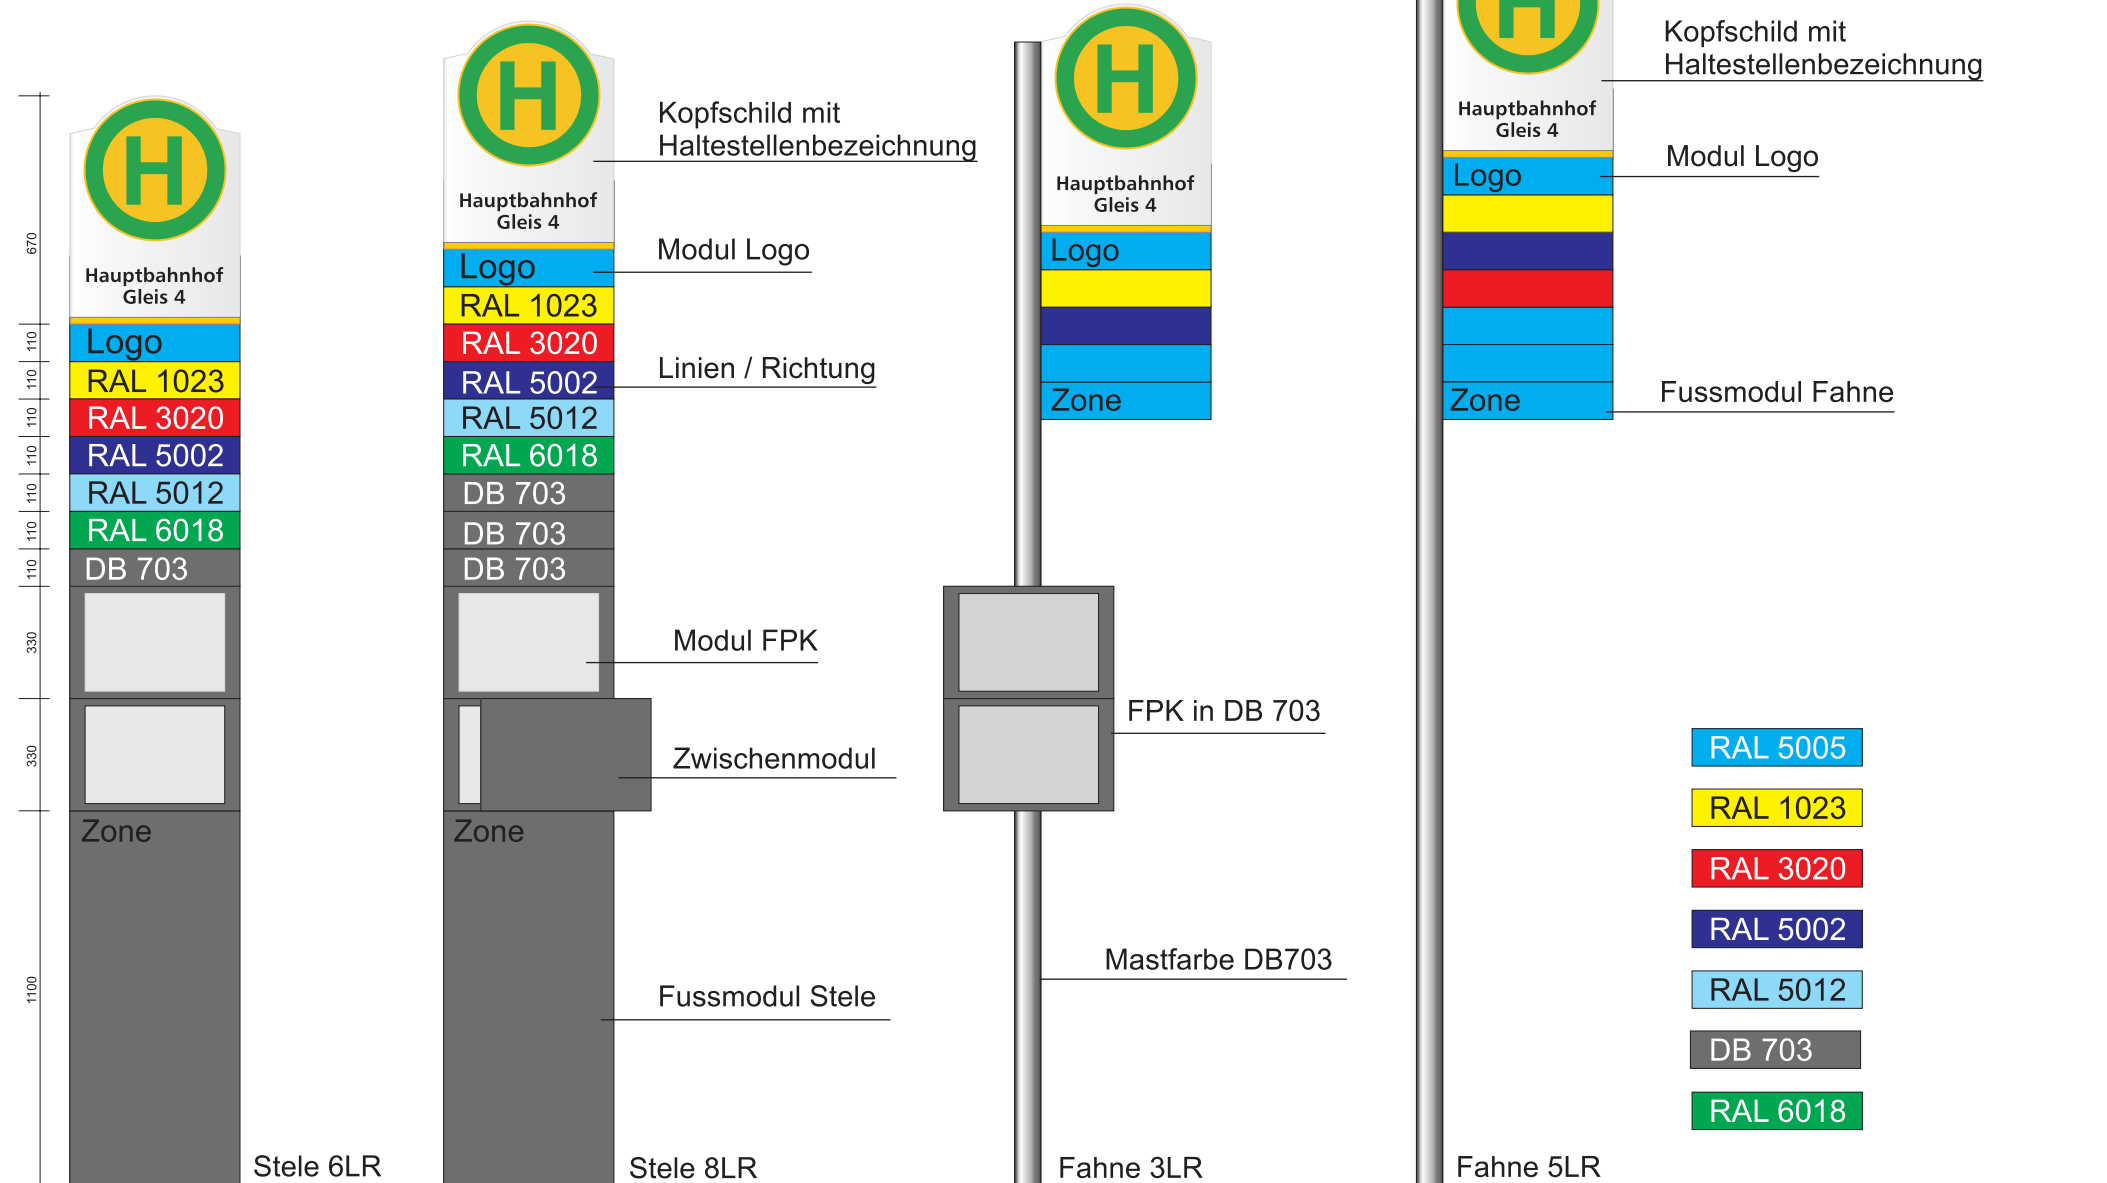 670
110
110
110
110
110
110
110
330
330
1100
H
Hauptbahnhof
Gleis 4
Logo
RAL 1023
RAL 3020
RAL 5002
RAL 5012
RAL 6018
DB 703
Zone
Stele 6LR
H
Hauptbahnhof
Gleis 4
Logo
RAL 1023
RAL 3020
RAL 5002
RAL 5012
RAL 6018
DB 703
DB 703
DB 703
Zone
Stele 8LR
Kopfschild mit
Haltestellenbezeichnung
Modul Logo
Linien / Richtung
Modul FPK
Zwischenmodul
Fussmodul Stele
H
Hauptbahnhof
Gleis 4
Logo
Zone
FPK in DB 703
Mastfarbe DB703
Fahne 3LR
H
Hauptbahnhof
Gleis 4
Logo
Zone
Fahne 5LR
Kopfschild mit
Haltestellenbezeichnung
Modul Logo
Fussmodul Fahne
RAL 5005
RAL 1023
RAL 3020
RAL 5002
RAL 5012
DB 703
RAL 6018